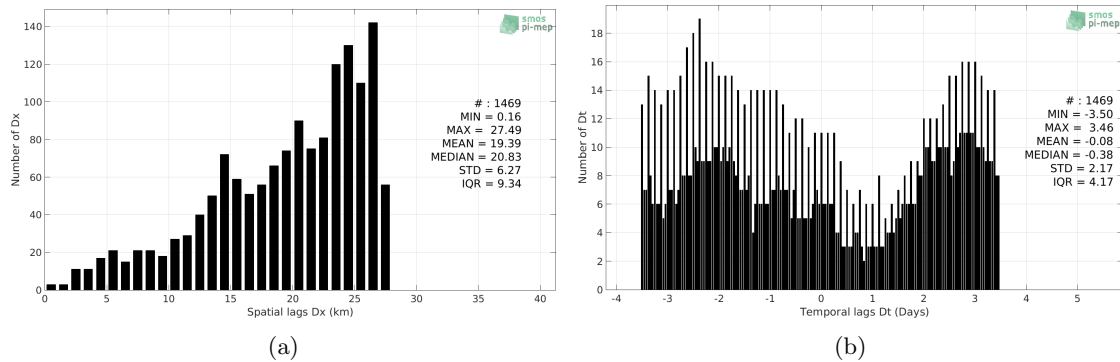 140
120
100
80
60
40
20
0
Number of Dx
0 5 10 15 20 25 30 35 40
Spatial lags Dx (km)
smos
pi-mep
# : 1469
MIN = 0.16
MAX = 27.49
MEAN = 19.39
MEDIAN = 20.83
STD = 6.27
IQR = 9.34
(a)
18
16
14
12
10
8
6
4
2
0
Number of Dt
-4 -3 -2 -1 0 1 2 3 4 5
Temporal lags Dt (Days)
smos
pi-mep
# : 1469
MIN = -3.50
MAX = 3.46
MEAN = -0.08
MEDIAN = -0.38
STD = 2.17
IQR = 4.17
(b)